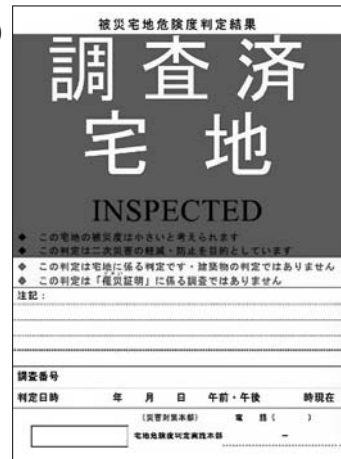 被災宅地危険度判定結果
調査済
宅地
INSPECTED
◆ この宅地の被災度は小さいと考えられます
◆ この判定は二次災害の軽減・防止を目的としています
◆ この判定は宅地に係る判定です・建築物の判定ではありません
◆ この判定は「罹災証明」に係る調査ではありません
注記：
調査番号
判定日時 年 月 日 午前・午後 時現在
(災害対策本部) 電 話 ( )
宅地危険度判定実施本部 −